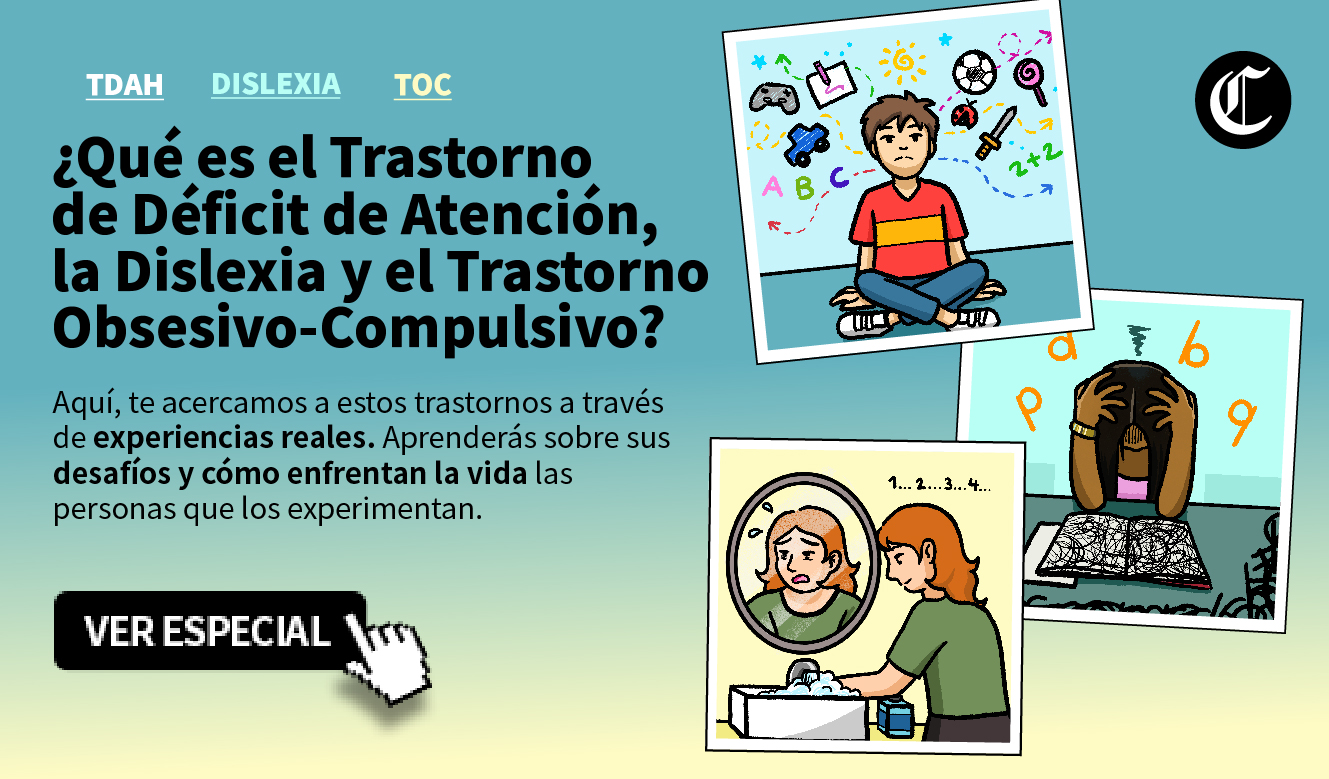 TDAH DISLEXIA TOC
¿Qué es el Trastorno
de Déficit de Atención,
la Dislexia y el Trastorno
Obsesivo-Compulsivo?
Aquí, te acercamos a estos trastornos a través
de experiencias reales. Aprenderás sobre sus
desafíos y cómo enfrentan la vida las
personas que los experimentan.
VER ESPECIAL
C
A B C
2+2
a b
p q
1... 2...3...4...